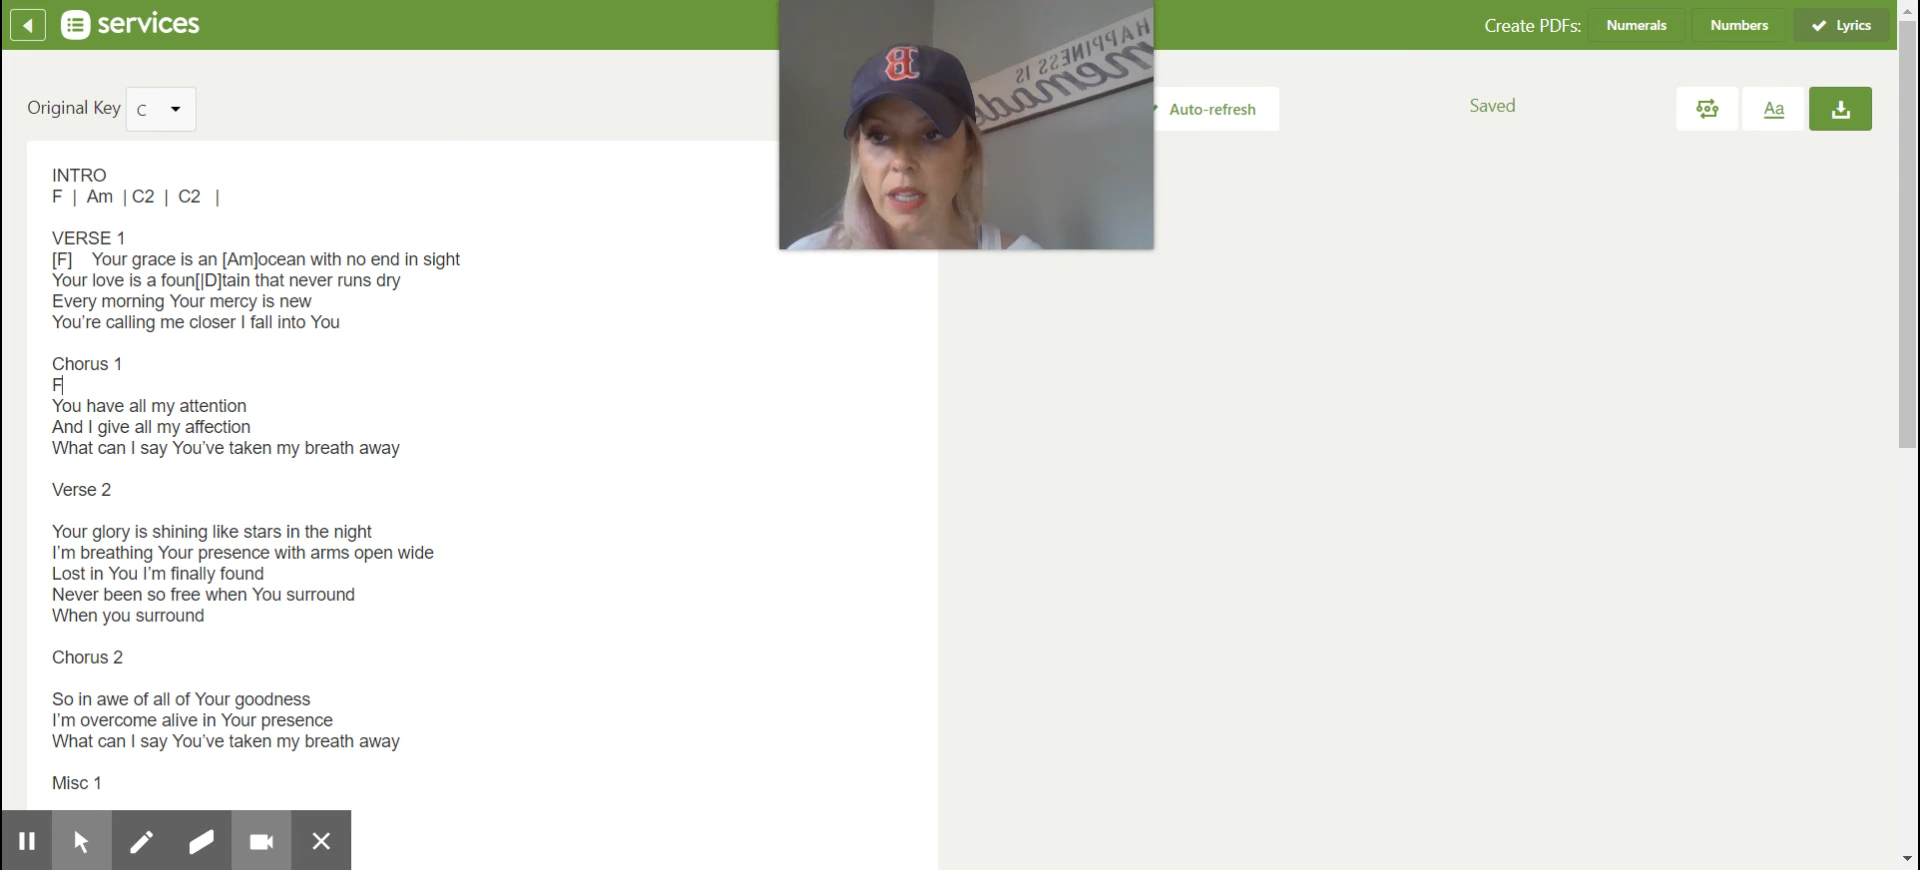 services
Create PDFs:
Numerals
Numbers
Lyrics
Original Key
C
HAPPINESS IS
Auto-refresh
Saved
Aa
INTRO
F | Am | C2 | C2 |
VERSE 1
[F] Your grace is an [Am]ocean with no end in sight
Your love is a foun[|D]tain that never runs dry
Every morning Your mercy is new
You're calling me closer I fall into You
Chorus 1
F
You have all my attention
And I give all my affection
What can I say You've taken my breath away
Verse 2
Your glory is shining like stars in the night
I'm breathing Your presence with arms open wide
Lost in You I'm finally found
Never been so free when You surround
When you surround
Chorus 2
So in awe of all of Your goodness
I'm overcome alive in Your presence
What can I say You've taken my breath away
Misc 1
B